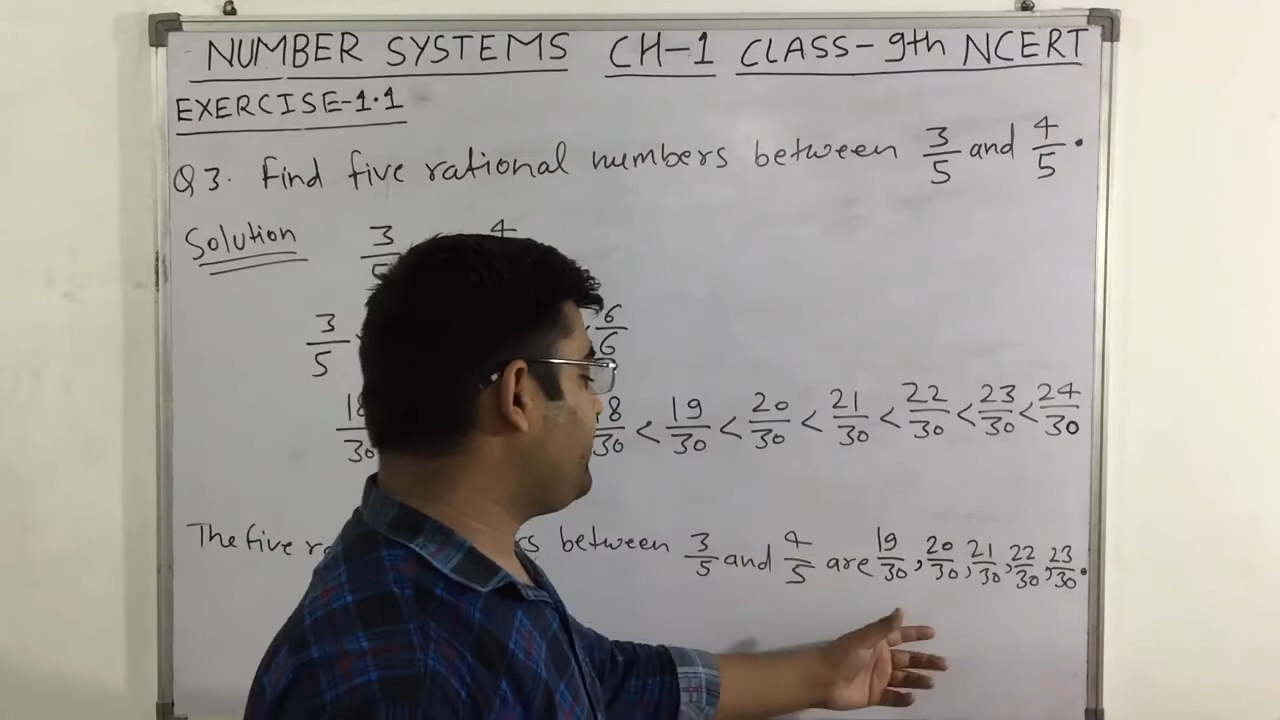 NUMBER SYSTEMS CH-1 CLASS-9th NCERT
EXERCISE-1.1
Q3. Find five rational numbers between 3/5 and 4/5.
Solution 3/5 4
3/5 6/6
18/30 18/30 < 19/30 < 20/30 < 21/30 < 22/30 < 23/30 < 24/30
The five between 3/5 and 4/5 are 19/30, 20/30, 21/30, 22/30, 23/30.